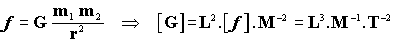 f = G m₁ m₂ / r² ⟹ [G]=L².[f].M⁻² = L³.M⁻¹.T⁻²